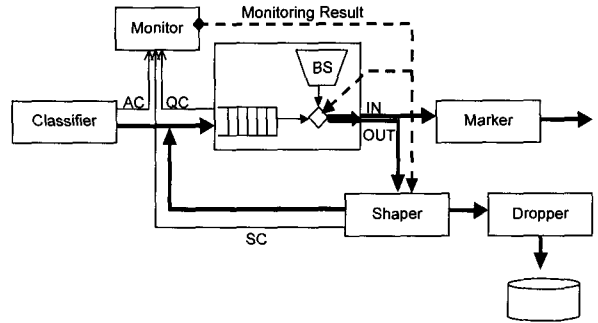 Monitoring Result
Monitor
BS
AC QC
IN
Classifier
Marker
OUT
Shaper
Dropper
SC